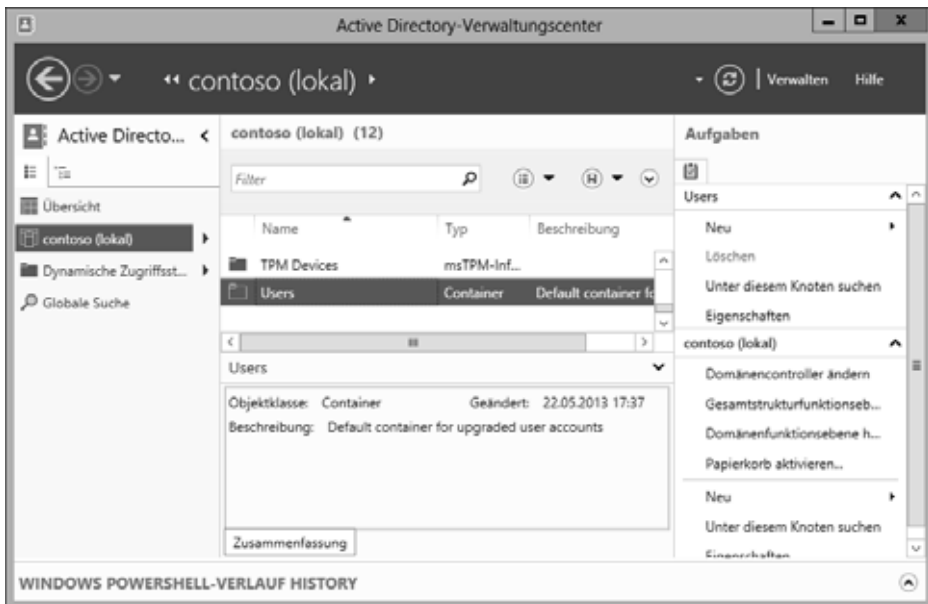 Active Directory-Verwaltungscenter
contoso (lokal)
Verwalten Hilfe
Active Directo...
Übersicht
contoso (lokal)
Dynamische Zugriffsst...
Globale Suche
contoso (lokal) (12)
Filter
Name Typ Beschreibung
TPM Devices msTPM-Inf...
Users Container Default container fo
Users
Objektklasse: Container Geändert: 22.05.2013 17:37
Beschreibung: Default container for upgraded user accounts
Zusammenfassung
Aufgaben
Users
Neu
Löschen
Unter diesem Knoten suchen
Eigenschaften
contoso (lokal)
Domänencontroller ändern
Gesamtstrukturfunktionseb...
Domänenfunktionsebene h...
Papierkorb aktivieren...
Neu
Unter diesem Knoten suchen
Eigenschaften
WINDOWS POWERSHELL-VERLAUF HISTORY